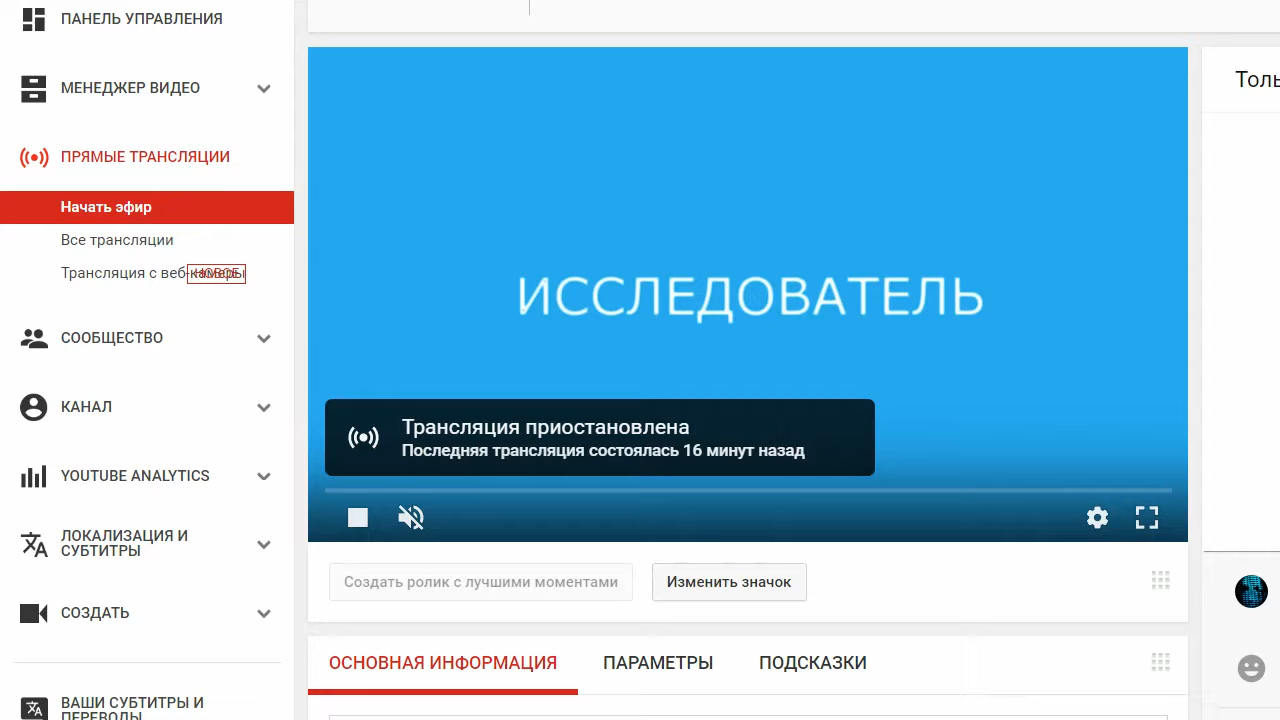 ПАНЕЛЬ УПРАВЛЕНИЯ
МЕНЕДЖЕР ВИДЕО
ПРЯМЫЕ ТРАНСЛЯЦИИ
Начать эфир
Все трансляции
Трансляция с веб-камеры
НОВОЕ
СООБЩЕСТВО
КАНАЛ
YOUTUBE ANALYTICS
ЛОКАЛИЗАЦИЯ И
СУБТИТРЫ
СОЗДАТЬ
ВАШИ СУБТИТРЫ И
ПЕРЕВОДЫ
ИССЛЕДОВАТЕЛЬ
Трансляция приостановлена
Последняя трансляция состоялась 16 минут назад
Создать ролик с лучшими моментами
Изменить значок
ОСНОВНАЯ ИНФОРМАЦИЯ
ПАРАМЕТРЫ
ПОДСКАЗКИ
Толь